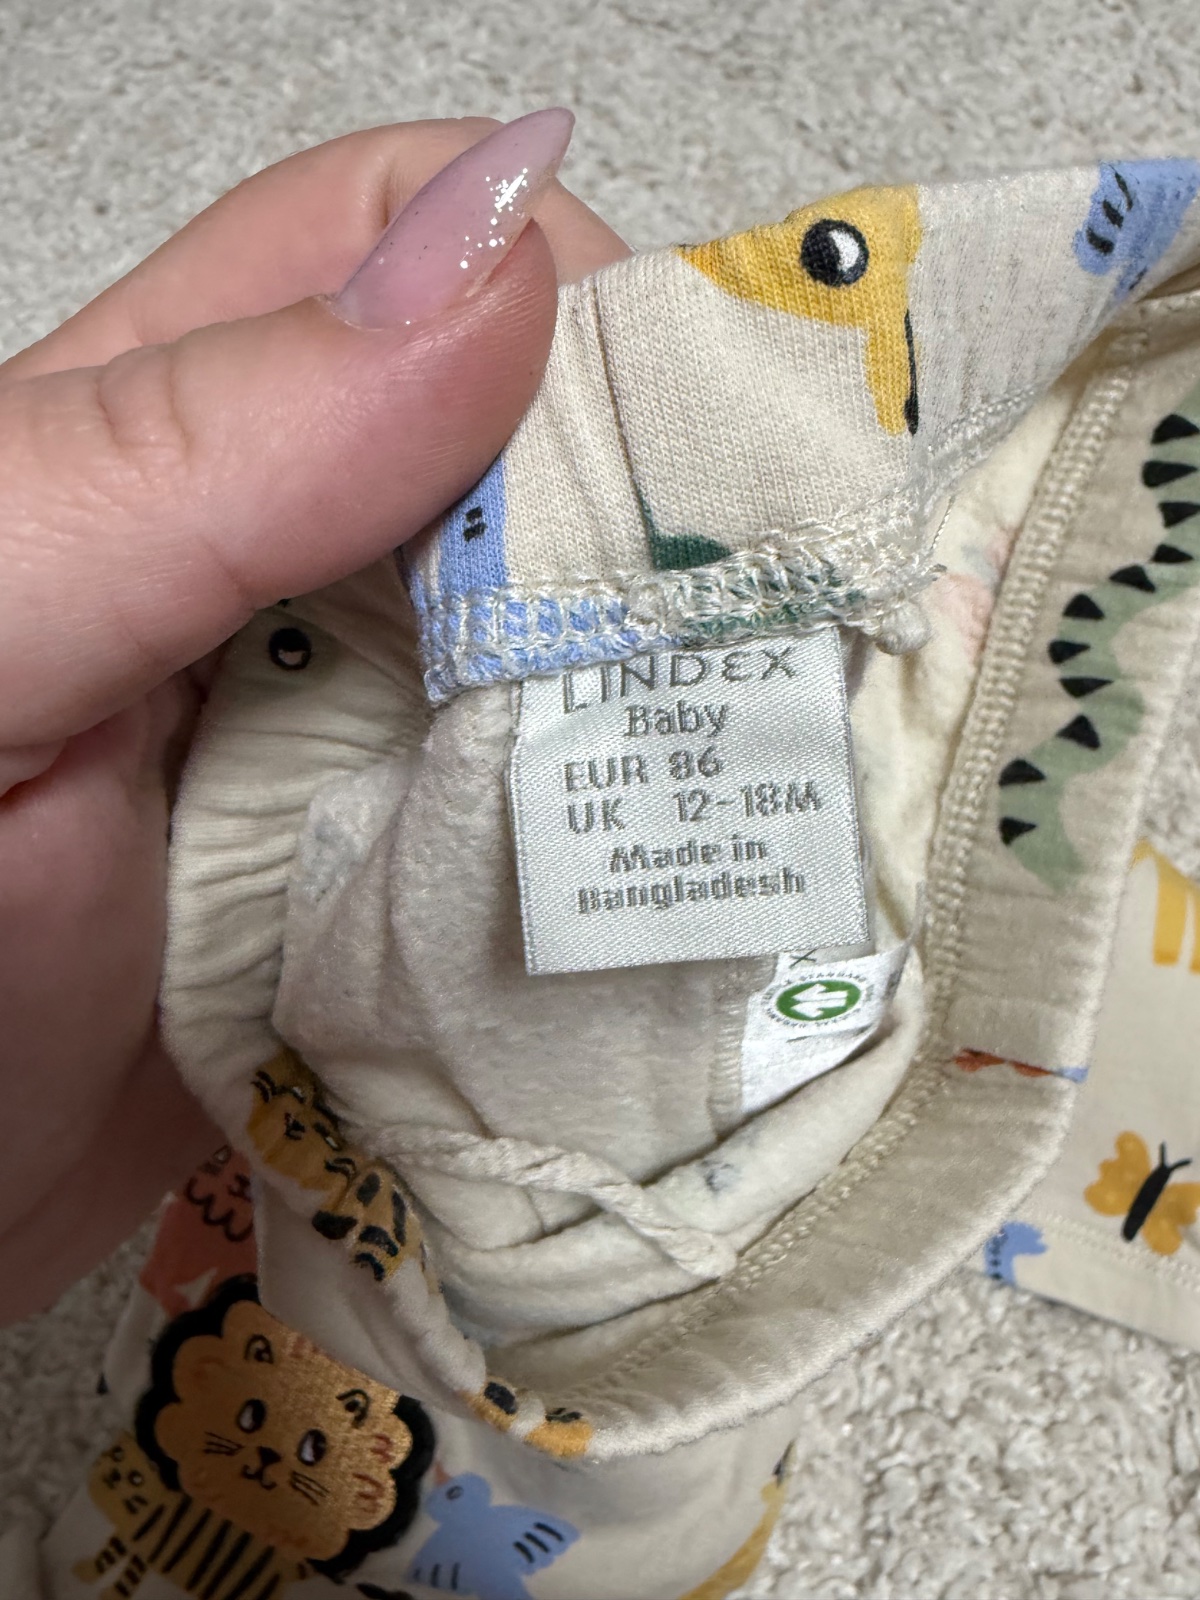 LINDEX
Baby
EUR 86
UK 12-18M
Made in
Bangladesh
X